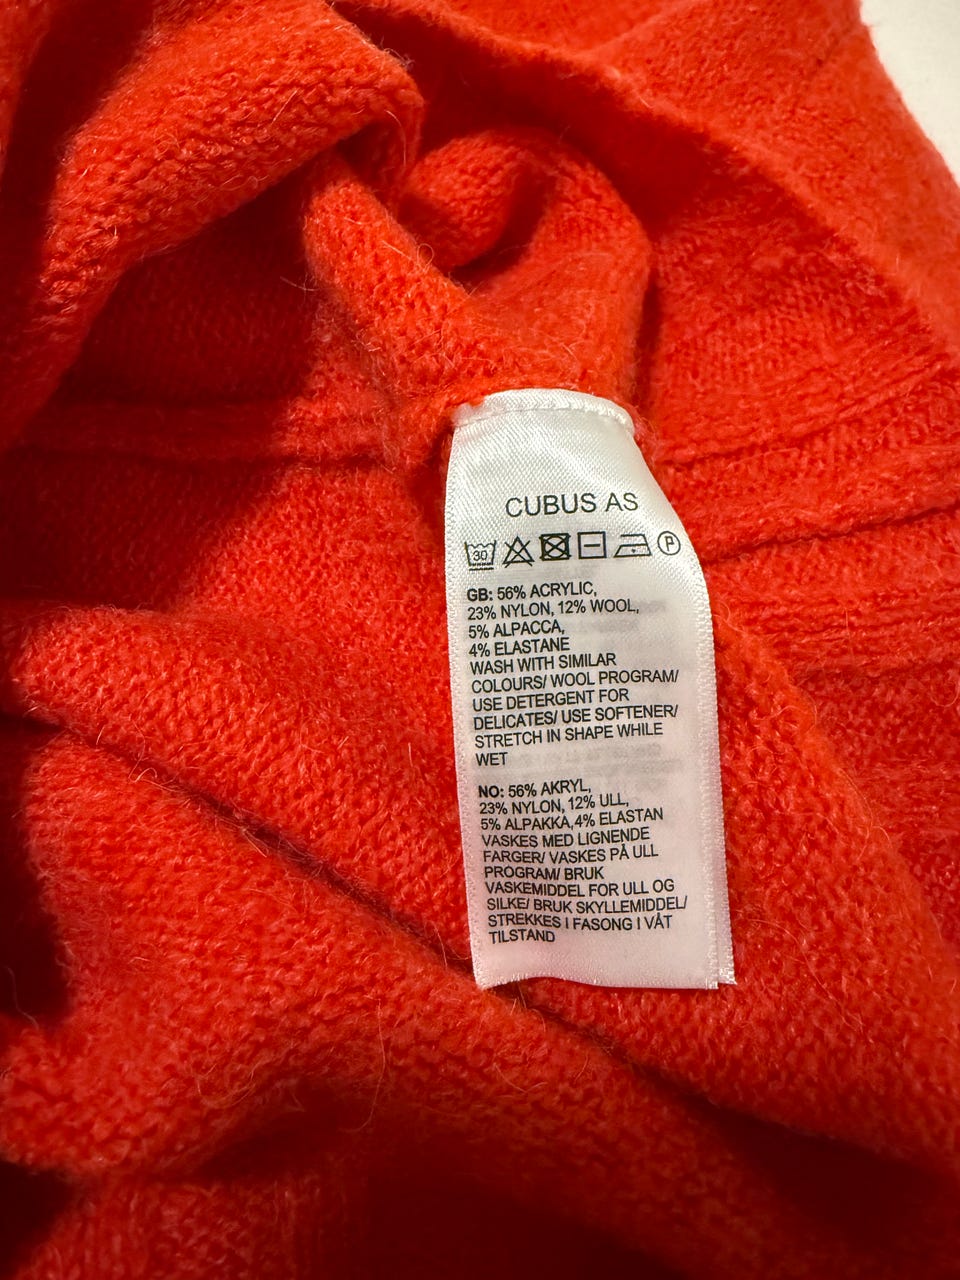 CUBUS AS
30 P
GB: 56% ACRYLIC,
23% NYLON, 12% WOOL,
5% ALPACCA,
4% ELASTANE
WASH WITH SIMILAR
COLOURS/ WOOL PROGRAM/
USE DETERGENT FOR
DELICATES/ USE SOFTENER/
STRETCH IN SHAPE WHILE
WET
NO: 56% AKRYL,
23% NYLON, 12% ULL,
5% ALPAKKA,4% ELASTAN
VASKES MED LIGNENDE
FARGER/ VASKES PÅ ULL
PROGRAM/ BRUK
VASKEMIDDEL FOR ULL OG
SILKE/ BRUK SKYLLEMIDDEL/
STREKKES I FASONG I VÅT
TILSTAND